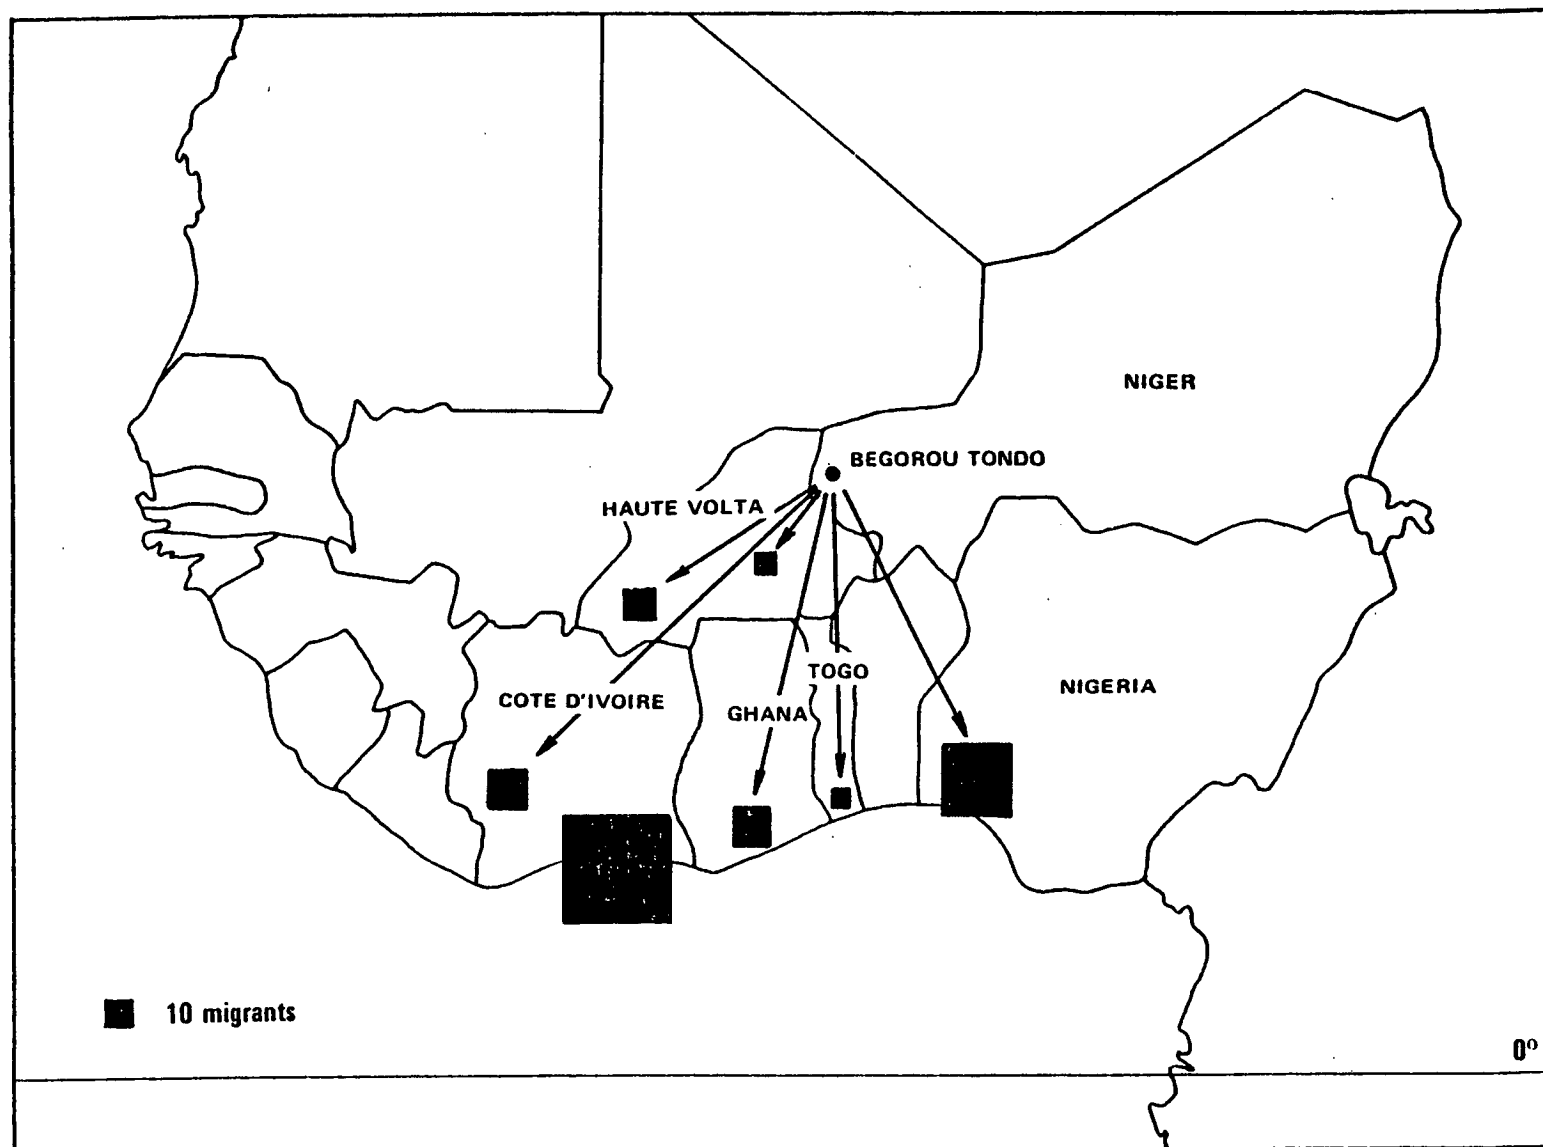 NIGER
BEGOROU TONDO
HAUTE VOLTA
TOGO
NIGERIA
COTE D'IVOIRE
GHANA
10 migrants
0°